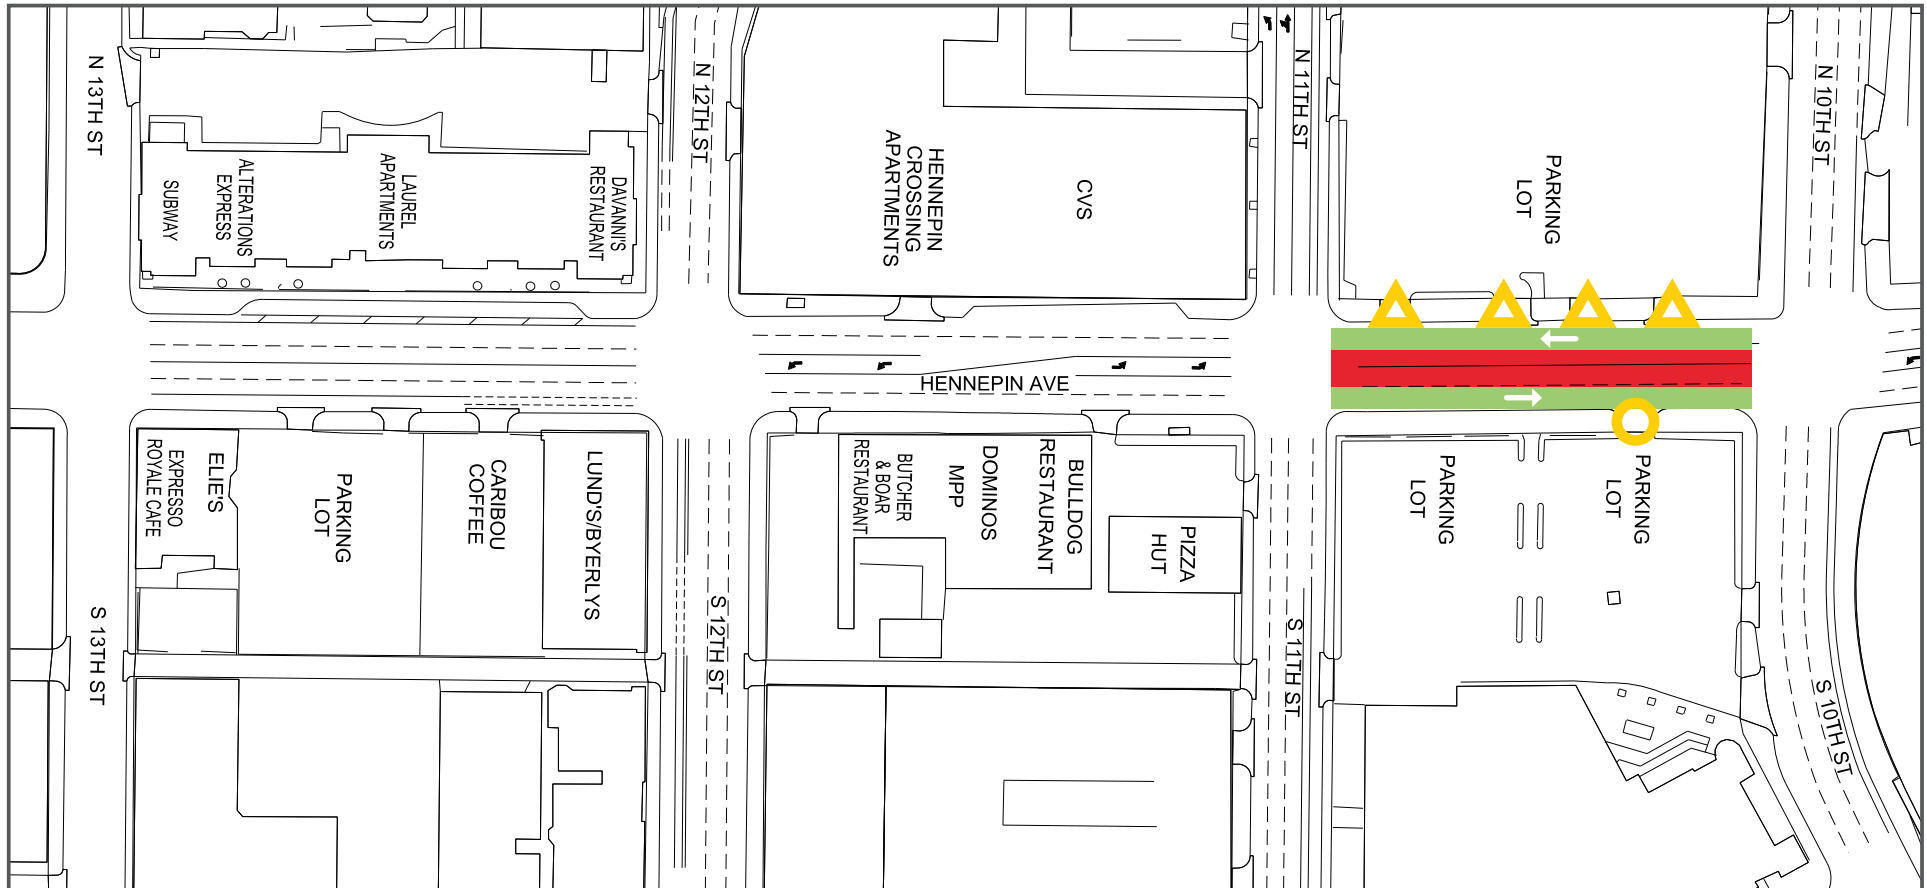 N 13TH ST
N 12TH ST
N 11TH ST
N 10TH ST
SUBWAY
ALTERATIONS
EXPRESS
LAUREL
APARTMENTS
DAVANNI'S
RESTAURANT
HENNEPIN
CROSSING
APARTMENTS
CVS
PARKING
LOT
HENNEPIN AVE
EXPRESSO
ROYALE CAFE
ELIE'S
PARKING
LOT
CARIBOU
COFFEE
LUND'S/BYERLYS
BUTCHER
& BOAR
RESTAURANT
MPP
DOMINOS
BULLDOG
RESTAURANT
PIZZA
HUT
PARKING
LOT
PARKING
LOT
S 13TH ST
S 12TH ST
S 11TH ST
S 10TH ST